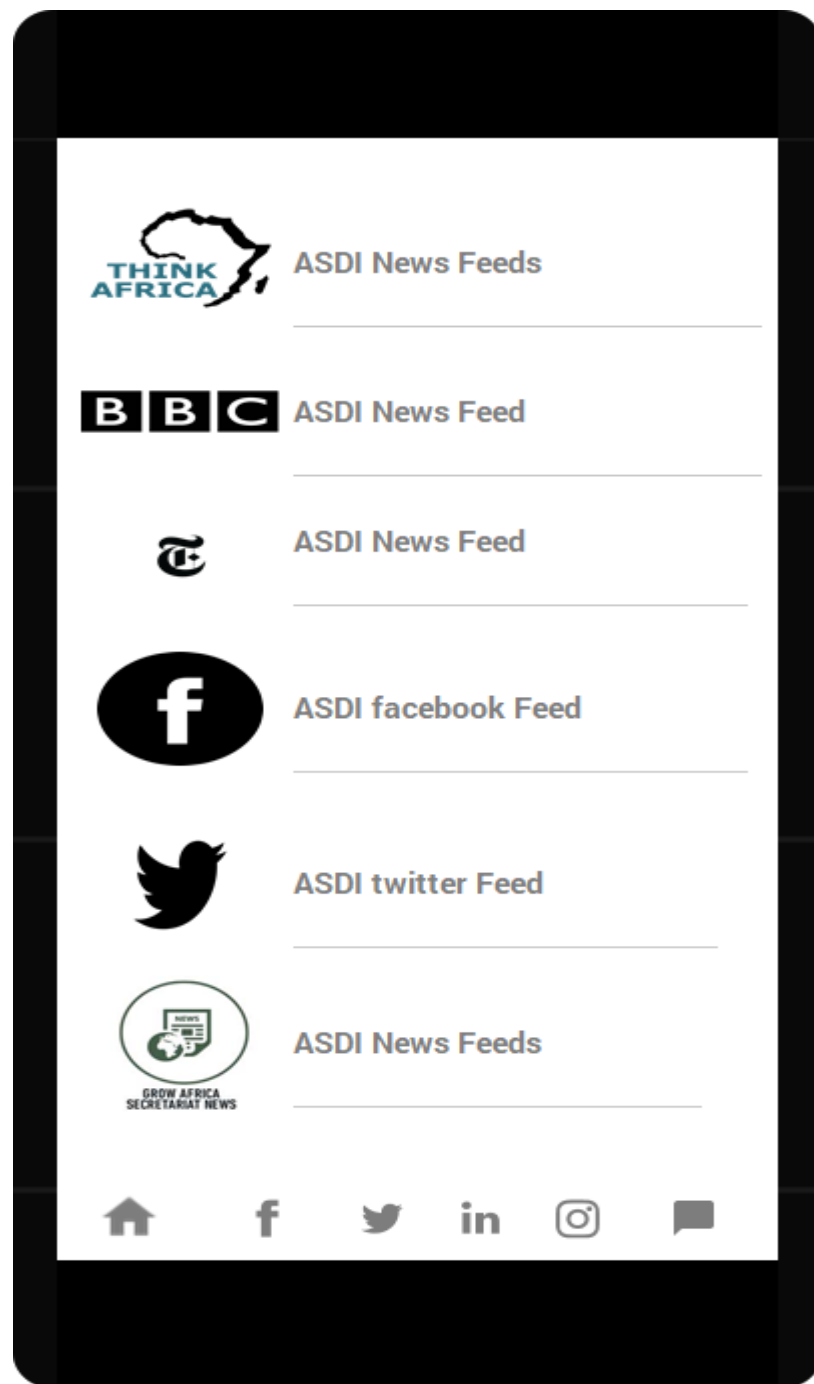 THINK
AFRICA
ASDI News Feeds
BBC
ASDI News Feed
T
ASDI News Feed
f
ASDI facebook Feed
ASDI twitter Feed
NEWS
GROW AFRICA
SECRETARIAT NEWS
ASDI News Feeds
f
in